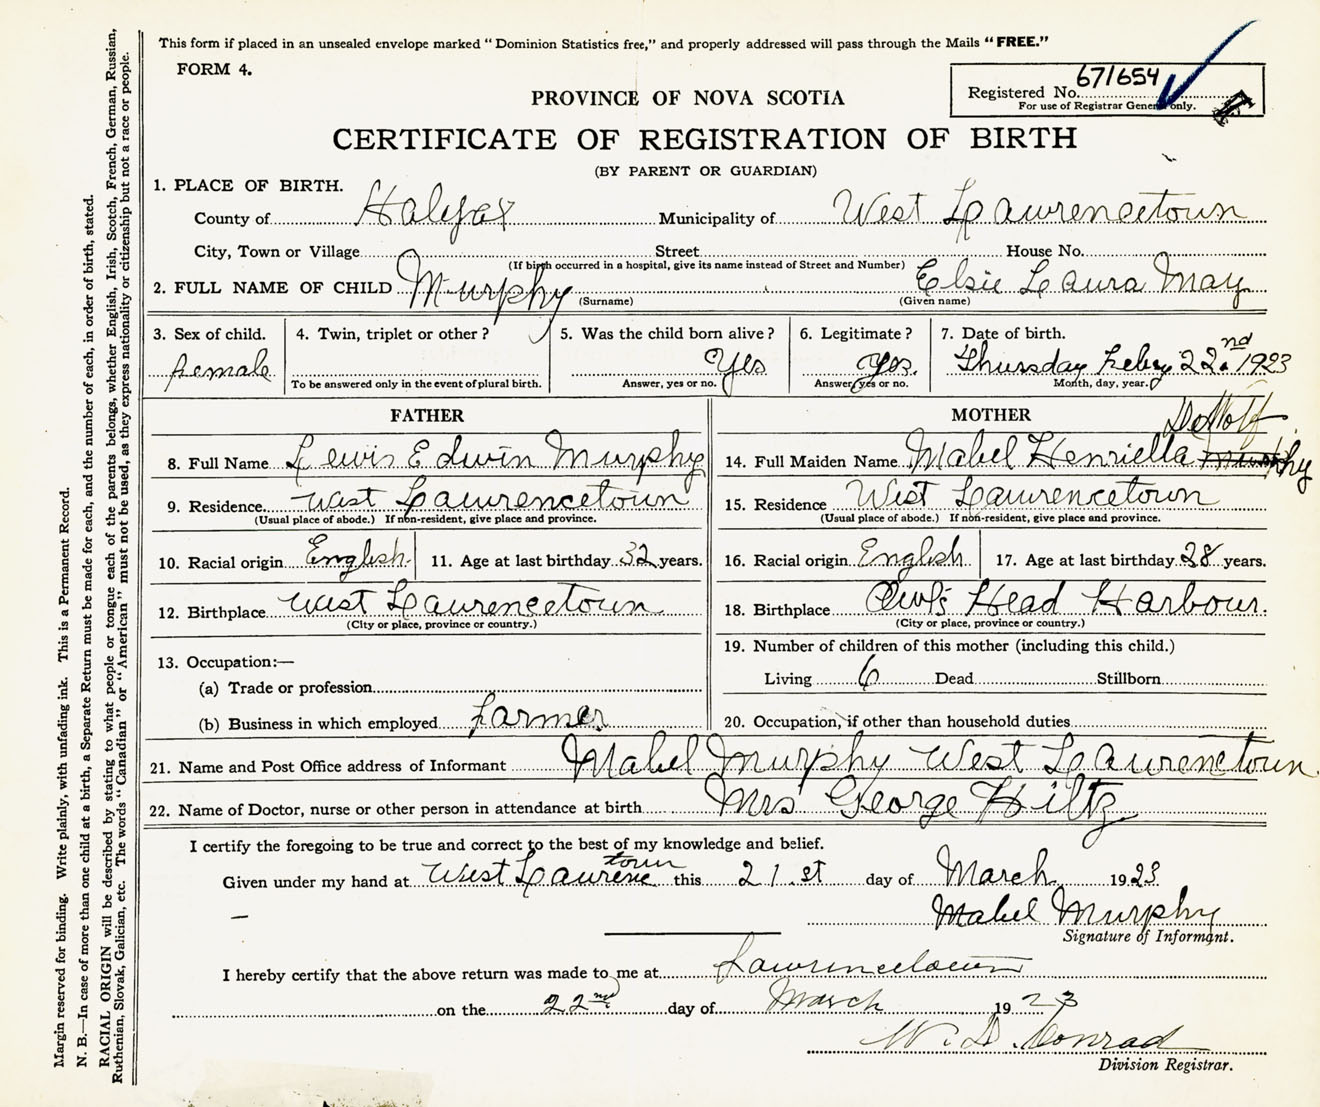 This form if placed in an unsealed envelope marked “Dominion Statistics free,” and properly addressed will pass through the Mails “FREE.”
FORM 4.
671654
Registered No.
For use of Registrar General only.
PROVINCE OF NOVA SCOTIA
CERTIFICATE OF REGISTRATION OF BIRTH
(BY PARENT OR GUARDIAN)
1. PLACE OF BIRTH.
County of Halifax Municipality of West Lawrencetown
City, Town or Village Street House No.
(If birth occurred in a hospital, give its name instead of Street and Number)
2. FULL NAME OF CHILD Murphy Elsie Laura May
(Surname) (Given name)
3. Sex of child. 4. Twin, triplet or other? 5. Was the child born alive? 6. Legitimate? 7. Date of birth.
female Yes Yes. Thursday Feby 22nd 1923
To be answered only in the event of plural birth. Answer, yes or no. Answer yes or no. Month, day, year.
FATHER
8. Full Name Lewis Edwin Murphy
9. Residence West Lawrencetown
(Usual place of abode.) If non-resident, give place and province.
10. Racial origin English 11. Age at last birthday 32 years.
12. Birthplace West Lawrencetown
(City or place, province or country.)
13. Occupation:—
(a) Trade or profession
(b) Business in which employed farmer
MOTHER
14. Full Maiden Name Mabel Henrietta Murphy
15. Residence West Lawrencetown
(Usual place of abode.) If non-resident, give place and province.
16. Racial origin English 17. Age at last birthday 28 years.
18. Birthplace Owl's Head Harbour.
(City or place, province or country.)
19. Number of children of this mother (including this child.)
Living 6 Dead Stillborn
20. Occupation, if other than household duties
21. Name and Post Office address of Informant Mabel Murphy West Lawrencetown.
22. Name of Doctor, nurse or other person in attendance at birth Mrs George Hiltz
I certify the foregoing to be true and correct to the best of my knowledge and belief.
Given under my hand at West Lawrencetown this 21.st day of March 1923
Mabel Murphy
Signature of Informant.
I hereby certify that the above return was made to me at Lawrencetown
on the 22nd day of March 1923
W. D. Conrad
Division Registrar.
Margin reserved for binding. Write plainly, with unfading ink. This is a Permanent Record.
N. B.—In case of more than one child at a birth, a Separate Return must be made for each, and the number of each, in order of birth, stated.
RACIAL ORIGIN will be described by stating to what people or tongue each of the parents belongs, whether English, Irish, Scotch, French, German, Russian,
Ruthenian, Slovak, Galician, etc. The words “Canadian” or “American” must not be used, as they express nationality or citizenship but not a race or people.